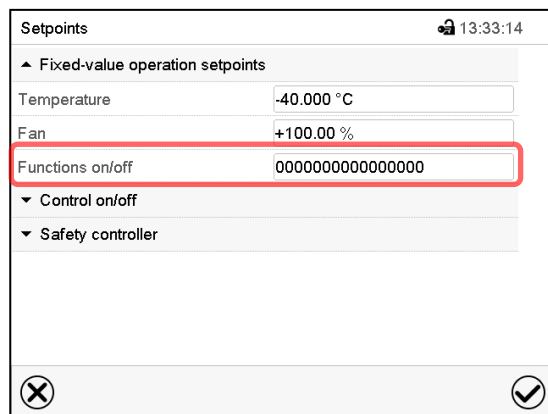 Setpoints 13:33:14
Fixed-value operation setpoints
Temperature -40.000 °C
Fan +100.00 %
Functions on/off 0000000000000000
Control on/off
Safety controller